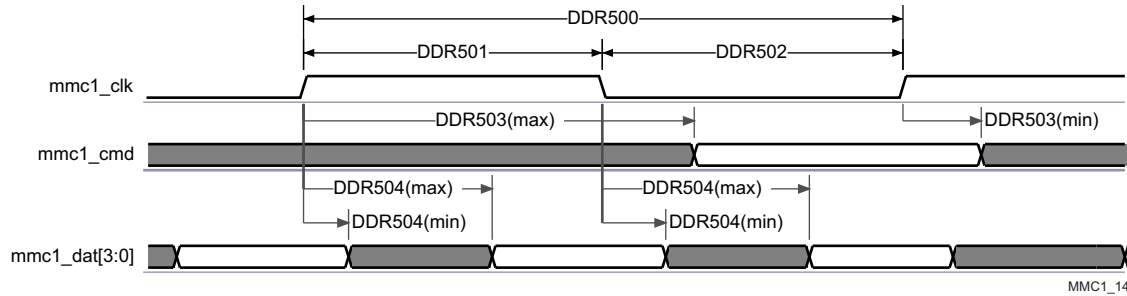 DDR500
DDR501 DDR502
mmc1_clk
DDR503(max) DDR503(min)
mmc1_cmd
DDR504(max) DDR504(max)
DDR504(min) DDR504(min)
mmc1_dat[3:0]
MMC1_14